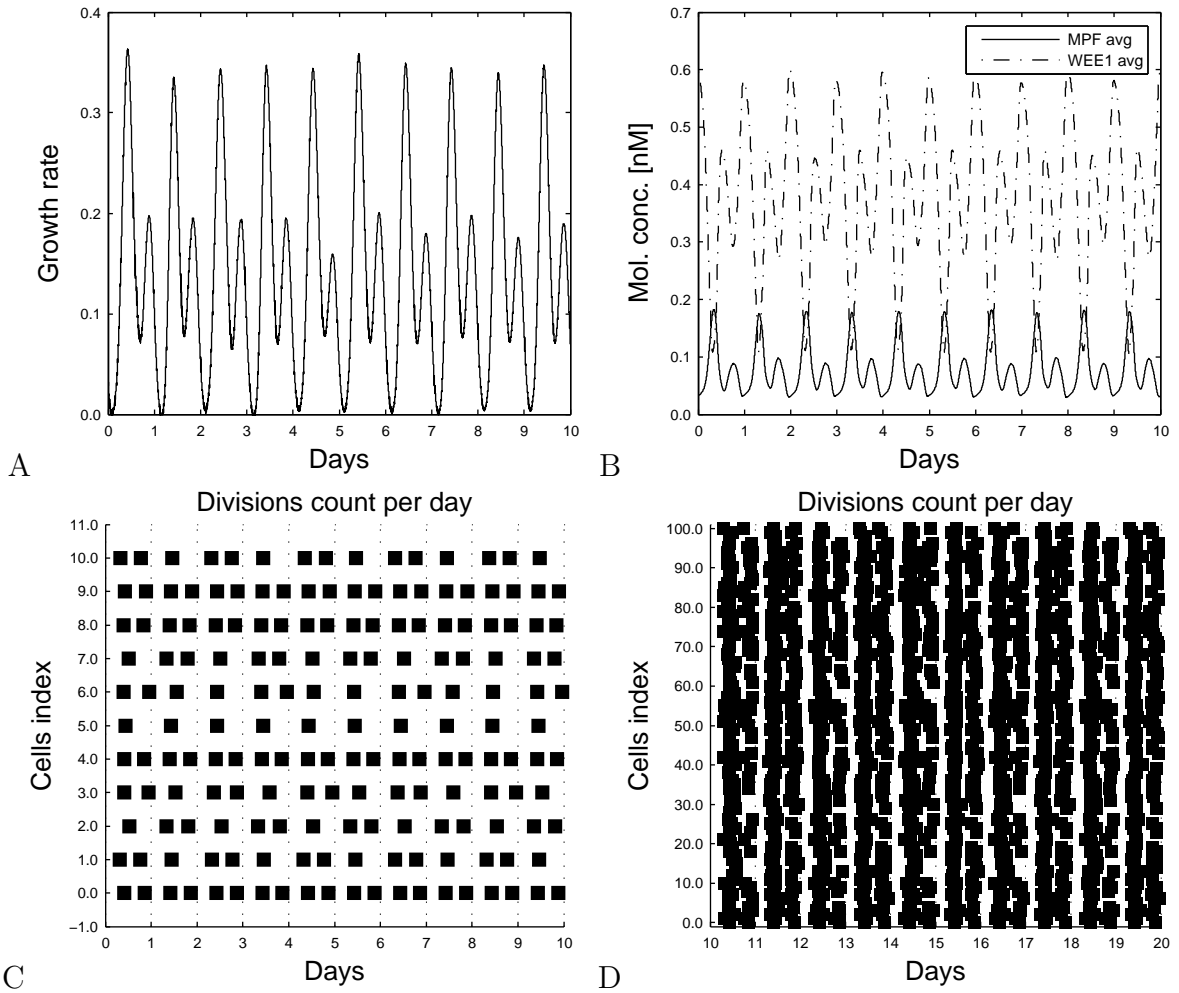 0.4
0.3
0.2
0.1
0.0
Growth rate
0 1 2 3 4 5 6 7 8 9 10
Days
A
0.7
0.6
0.5
0.4
0.3
0.2
0.1
0.0
Mol. conc. [nM]
MPF avg
WEE1 avg
0 1 2 3 4 5 6 7 8 9 10
Days
B
Divisions count per day
11.0
10.0
9.0
8.0
7.0
6.0
5.0
4.0
3.0
2.0
1.0
0.0
−1.0
Cells index
0 1 2 3 4 5 6 7 8 9 10
Days
C
Divisions count per day
100.0
90.0
80.0
70.0
60.0
50.0
40.0
30.0
20.0
10.0
0.0
Cells index
10 11 12 13 14 15 16 17 18 19 20
Days
D